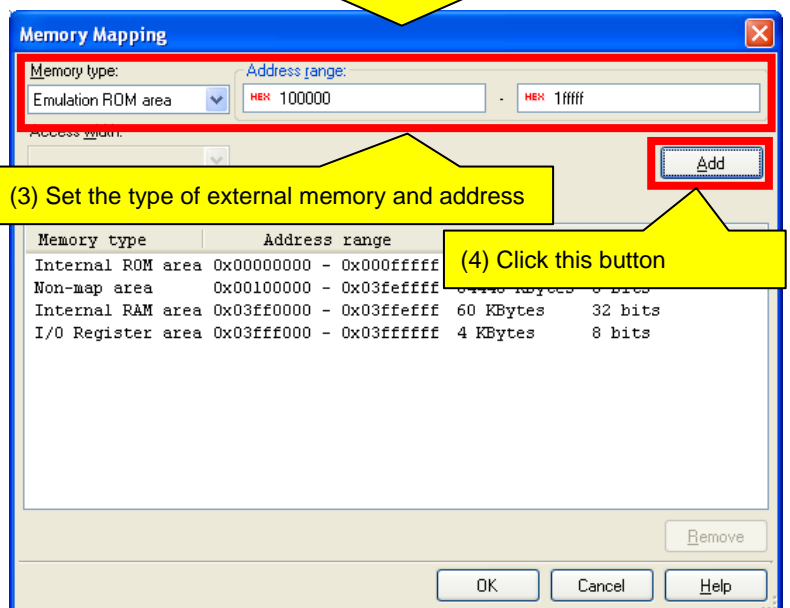 Memory Mapping
Memory type:
Address range:
Emulation ROM area
HEX 100000
-
HEX 1fffff
Access width:
Add
(3) Set the type of external memory and address
Memory type
Address range
(4) Click this button
Internal ROM area 0x00000000 - 0x000fffff
Non-map area 0x00100000 - 0x03feffff
Internal RAM area 0x03ff0000 - 0x03ffefff 60 KBytes 32 bits
I/O Register area 0x03fff000 - 0x03ffffff 4 KBytes 8 bits
Remove
OK
Cancel
Help